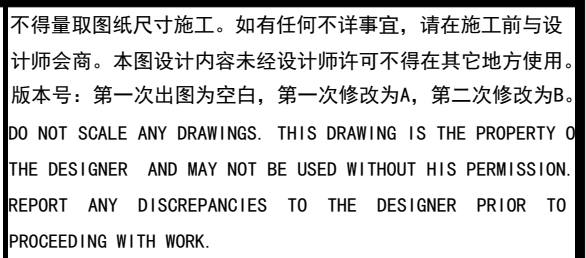 不得量取图纸尺寸施工。如有任何不详事宜，请在施工前与设
计师会商。本图设计内容未经设计师许可不得在其它地方使用。
版本号：第一次出图为空白，第一次修改为A，第二次修改为B。
DO NOT SCALE ANY DRAWINGS. THIS DRAWING IS THE PROPERTY O
THE DESIGNER AND MAY NOT BE USED WITHOUT HIS PERMISSION.
REPORT ANY DISCREPANCIES TO THE DESIGNER PRIOR TO
PROCEEDING WITH WORK.